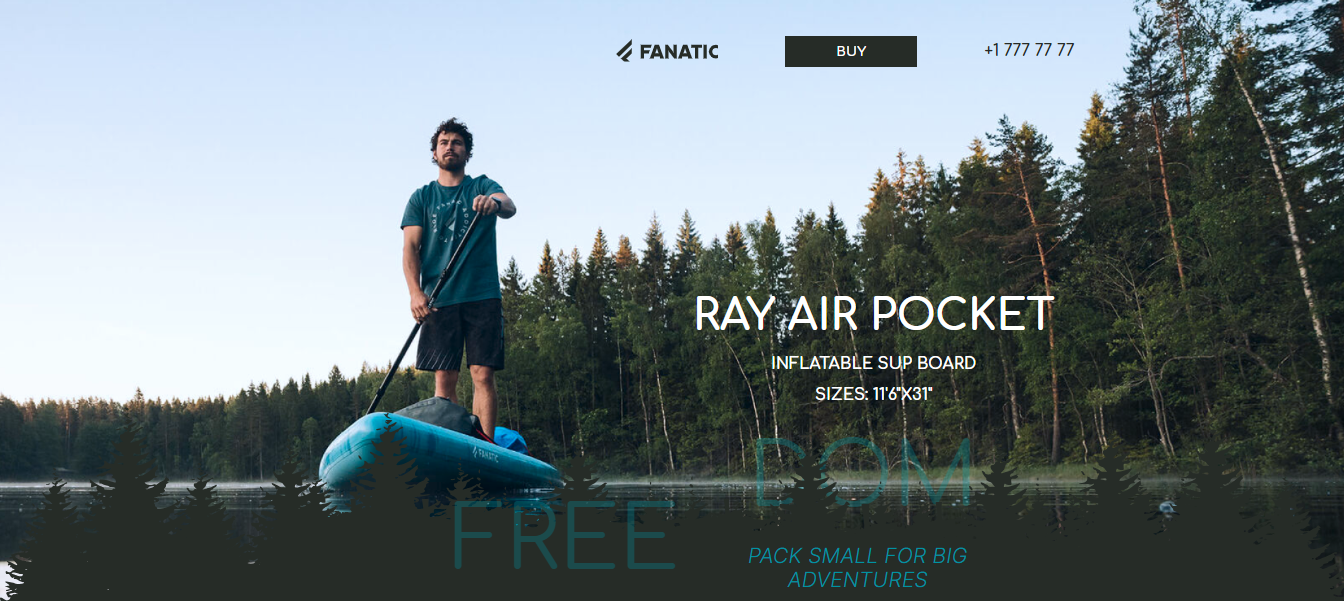 FANATIC
BUY
+1 777 77 77
RAY AIR POCKET
INFLATABLE SUP BOARD
SIZES: 11'6"X31"
DOM
FREE
FANATIC
PACK SMALL FOR BIG
ADVENTURES